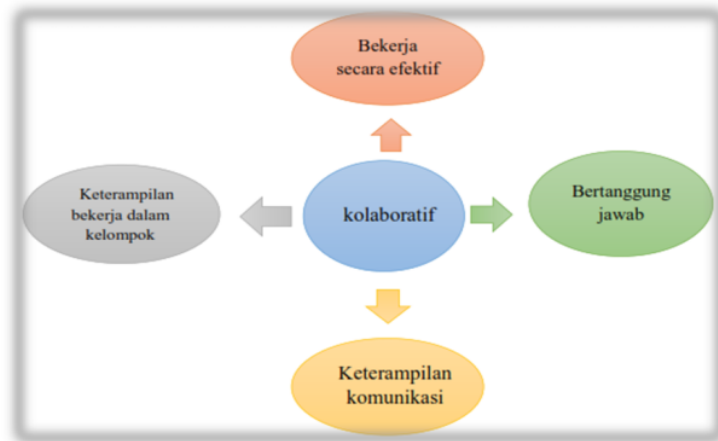 Bekerja
secara efektif
Keterampilan
bekerja dalam
kelompok
kolaboratif
Bertanggung
jawab
Keterampilan
komunikasi